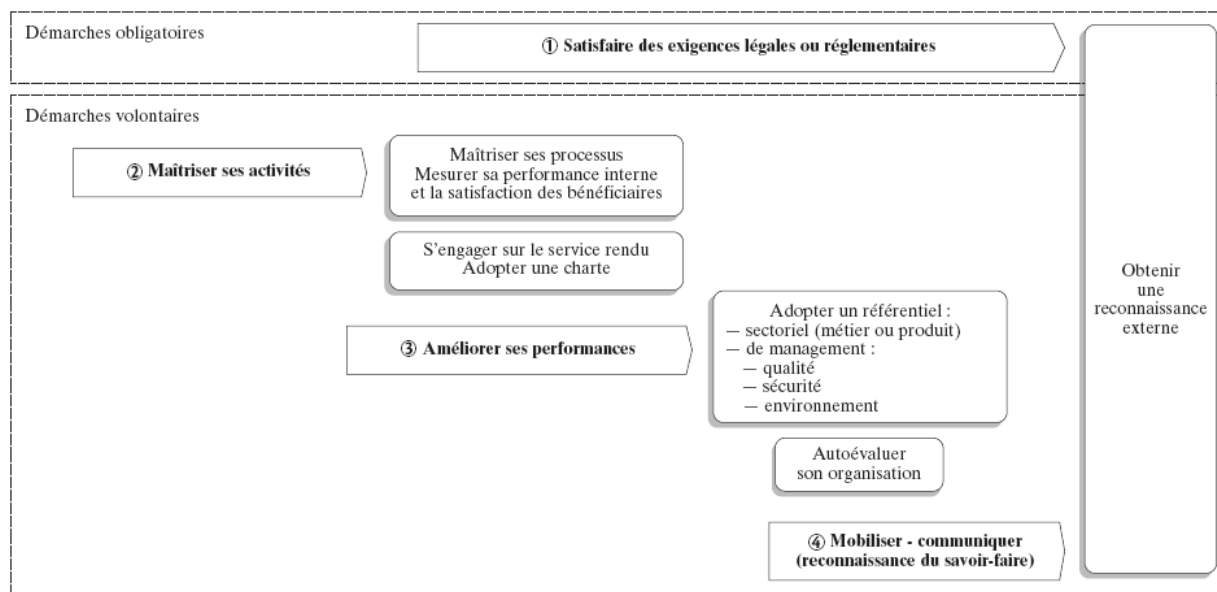 Démarches obligatoires
① Satisfaire des exigences légales ou réglementaires
Démarches volontaires
② Maîtriser ses activités
Maîtriser ses processus
Mesurer sa performance interne
et la satisfaction des bénéficiaires
S'engager sur le service rendu
Adopter une charte
③ Améliorer ses performances
Adopter un référentiel :
— sectoriel (métier ou produit)
— de management :
— qualité
— sécurité
— environnement
Autoévaluer
son organisation
④ Mobiliser - communiquer
(reconnaissance du savoir-faire)
Obtenir
une
reconnaissance
externe